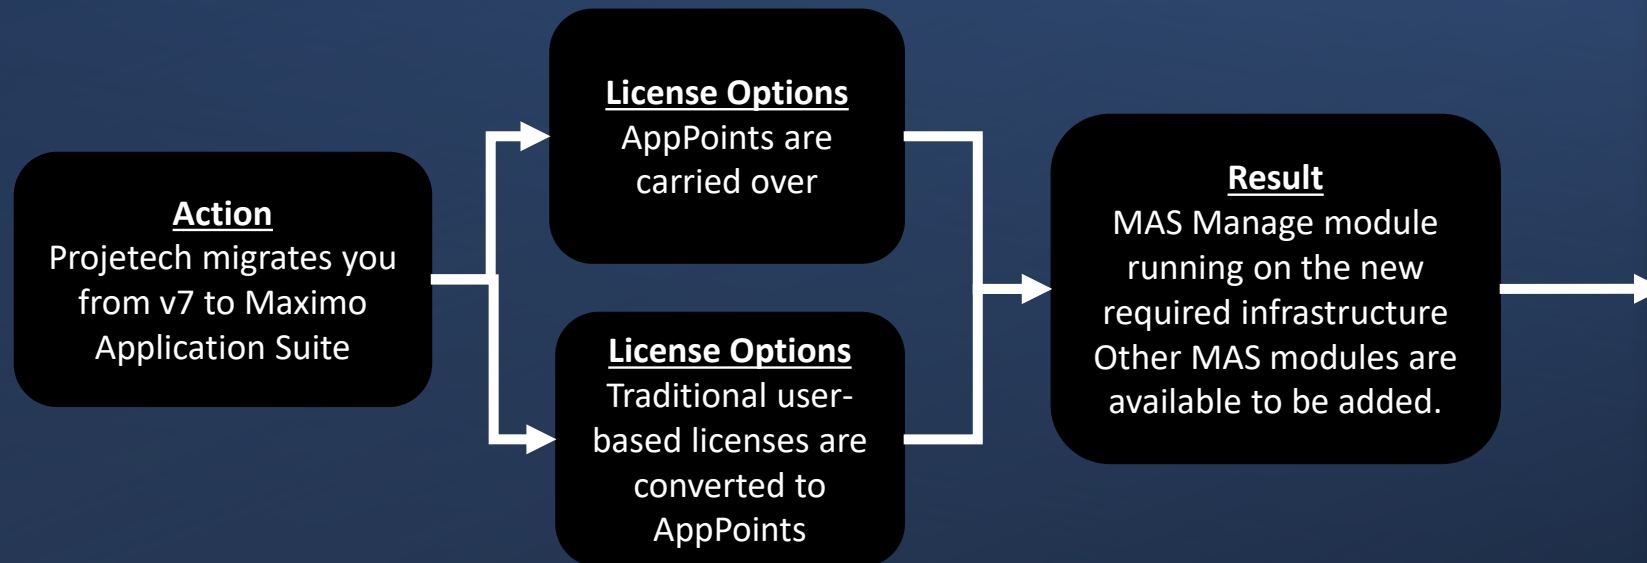 Action
Projetech migrates you
from v7 to Maximo
Application Suite
License Options
AppPoints are
carried over
License Options
Traditional user-
based licenses are
converted to
AppPoints
Result
MAS Manage module
running on the new
required infrastructure
Other MAS modules are
available to be added.